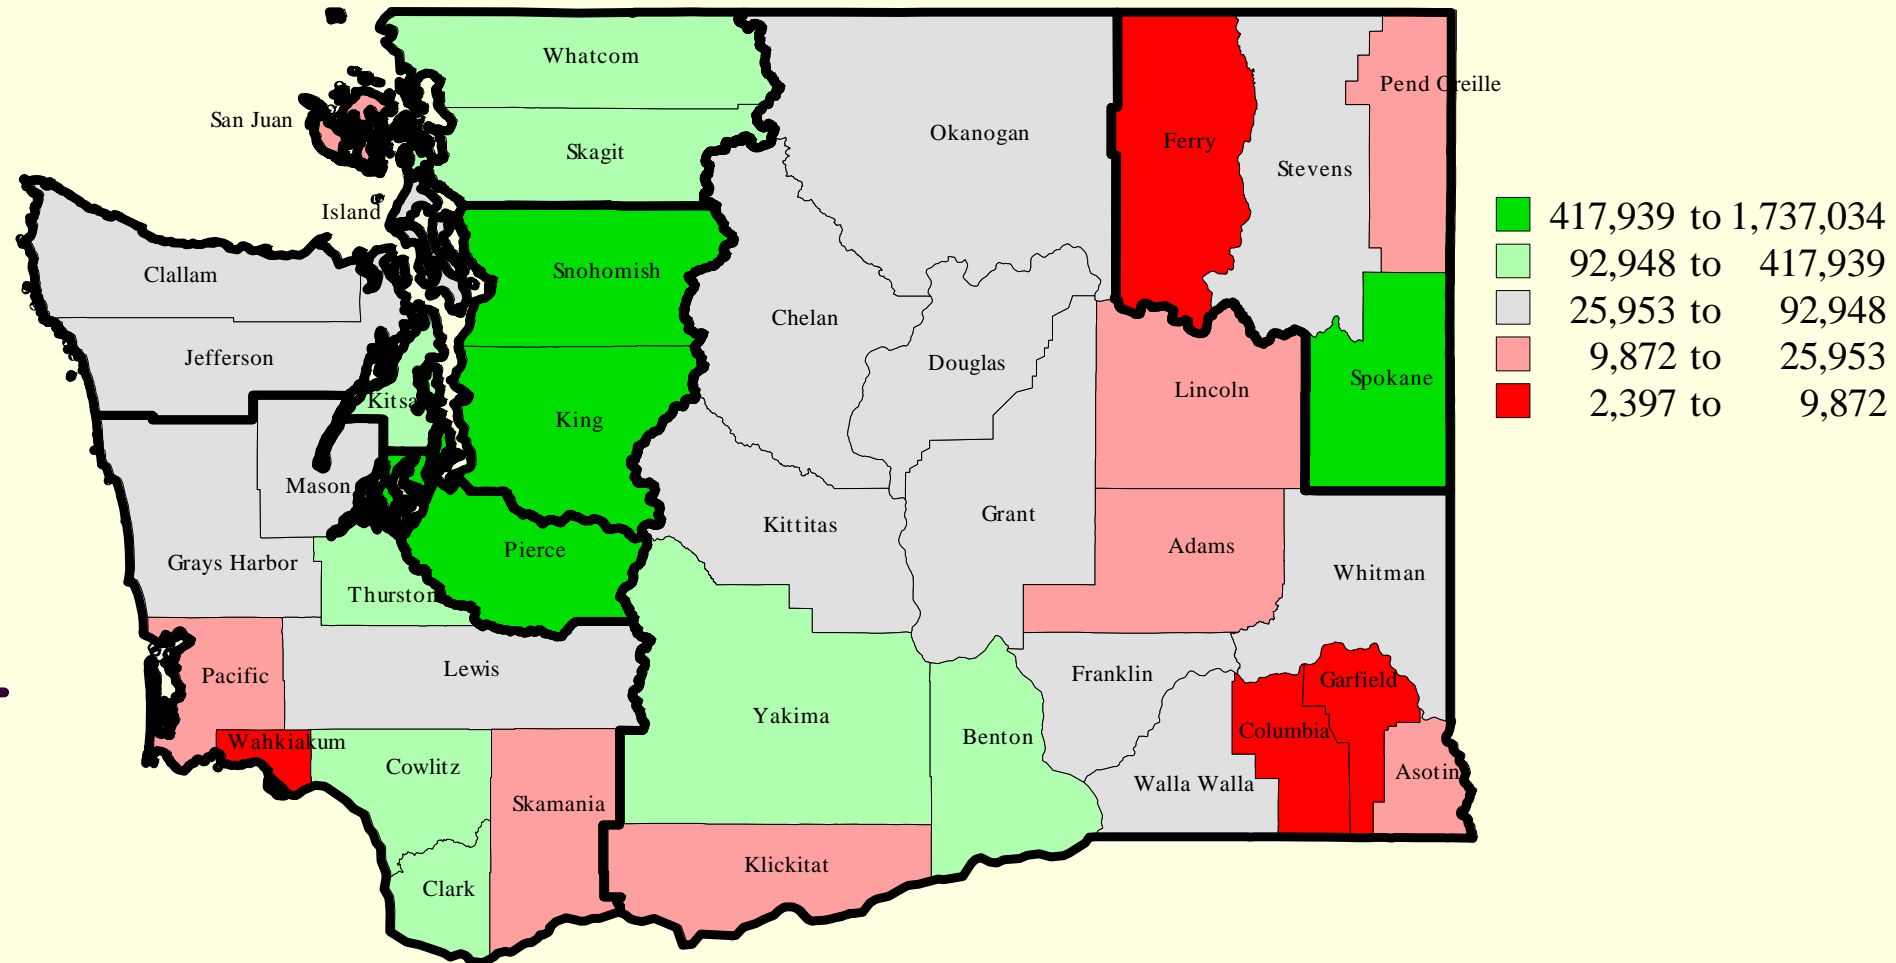 Whatcom
Pend Oreille
San Juan
Okanogan
Ferry
Skagit
Stevens
Island
417,939 to 1,737,034
92,948 to 417,939
25,953 to 92,948
9,872 to 25,953
2,397 to 9,872
Clallam
Snohomish
Chelan
Jefferson
Douglas
Spokane
Lincoln
Kitsa
King
Mason
Grant
Kittitas
Pierce
Adams
Grays Harbor
Whitman
Thurston
Lewis
Pacific
Franklin
Garfield
Yakima
Columbia
Benton
Wahkiakum
Cowlitz
Asotin
Walla Walla
Skamania
Klickitat
Clark